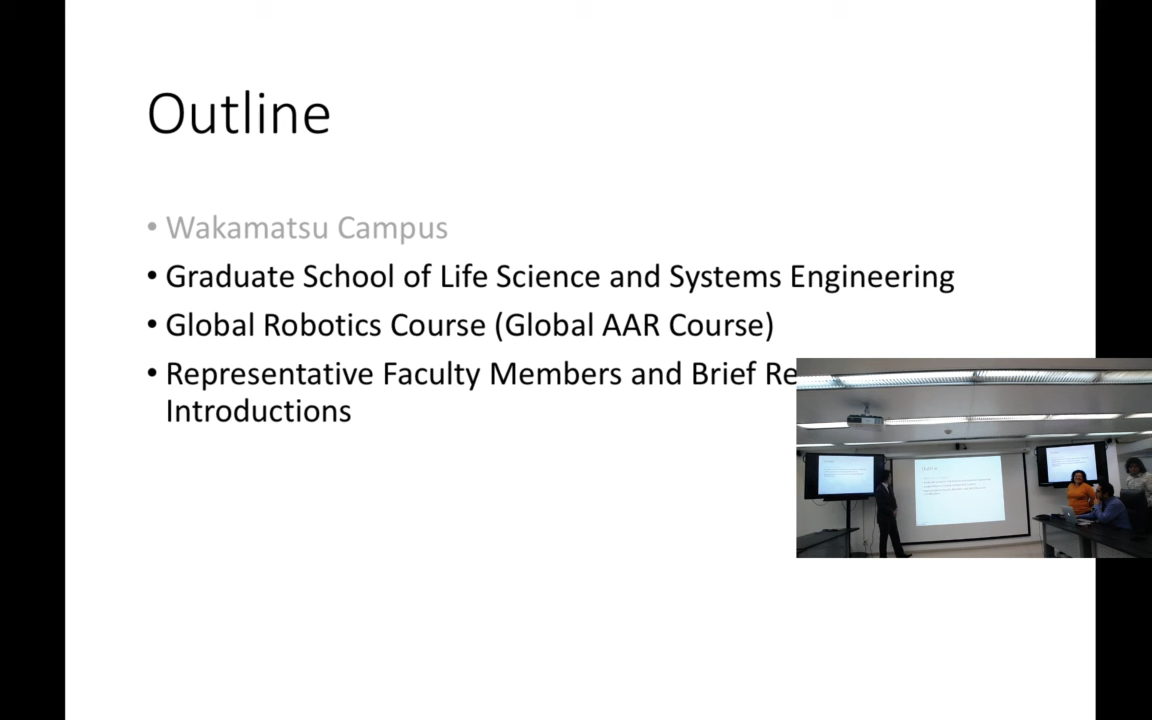 Outline
• Wakamatsu Campus
• Graduate School of Life Science and Systems Engineering
• Global Robotics Course (Global AAR Course)
• Representative Faculty Members and Brief
Introductions